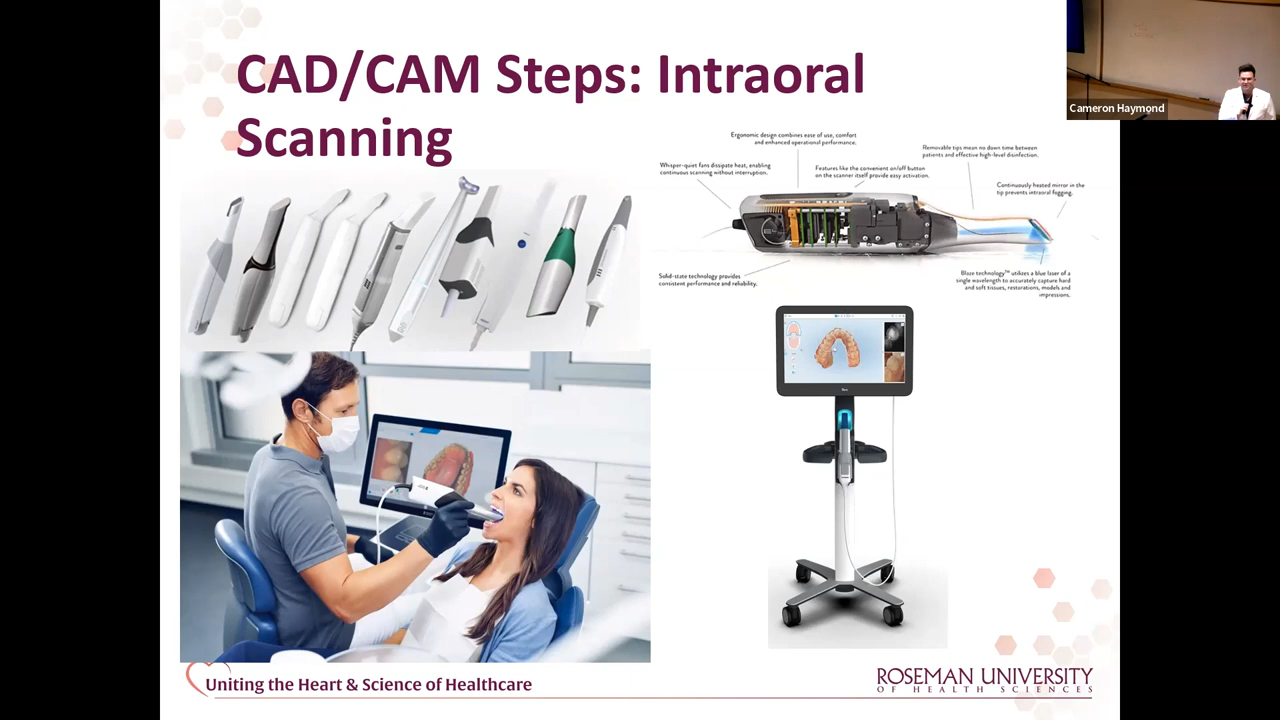 CAD/CAM Steps: Intraoral
Scanning
Cameron Haymond
Ergonomic design combines ease of use, comfort
and enhanced operational performance.
Removable tips mean no down time between
patients and effective high-level disinfection.
Whisper-quiet fans dissipate heat, enabling
continuous scanning without interruption.
Features like the convenient on/off button
on the scanner itself provide easy activation.
Continuously heated mirror in the
tip prevents intraoral fogging.
Solid-state technology provides
consistent performance and reliability.
Blaze technology™ utilizes a blue laser of a
single wavelength to accurately capture hard
and soft tissues, restorations, models and
impressions.
Uniting the Heart & Science of Healthcare
ROSEMAN UNIVERSITY
OF HEALTH SCIENCES